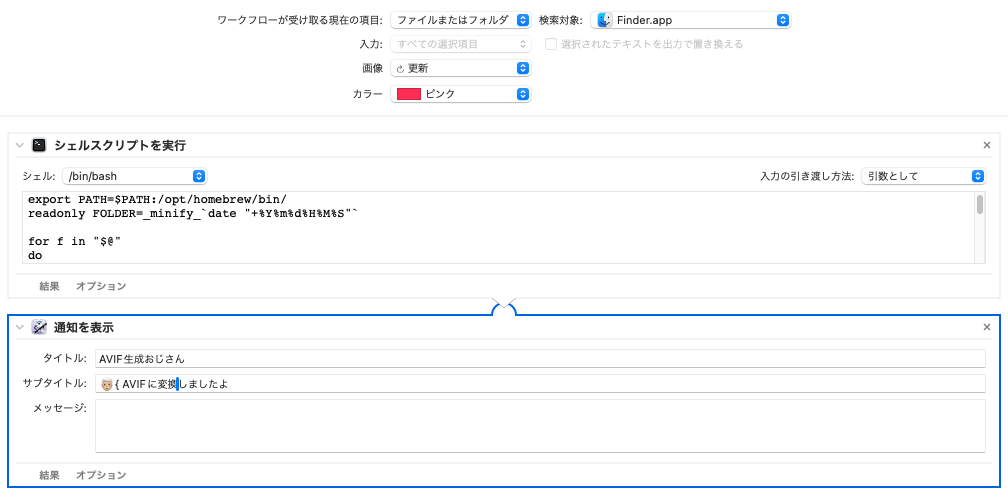 ワークフローが受け取る現在の項目: ファイルまたはフォルダ 検索対象: Finder.app
入力: すべての選択項目 選択されたテキストを出力で置き換える
画像 更新
カラー ピンク
シェルスクリプトを実行
シェル: /bin/bash 入力の引き渡し方法: 引数として
export PATH=$PATH:/opt/homebrew/bin/
readonly FOLDER=_minify_`date "+%Y%m%d%H%M%S"`
for f in "$@"
do
結果 オプション
通知を表示
タイトル: AVIF生成おじさん
サブタイトル: 👴🏼{ AVIFに変換しましたよ
メッセージ:
結果 オプション